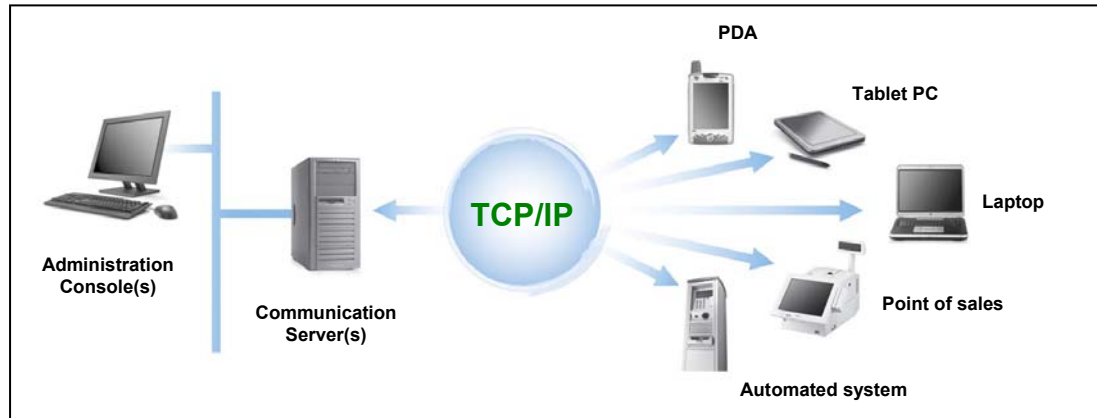 PDA
Tablet PC
Laptop
TCP/IP
Administration
Console(s)
Communication
Server(s)
Point of sales
Automated system